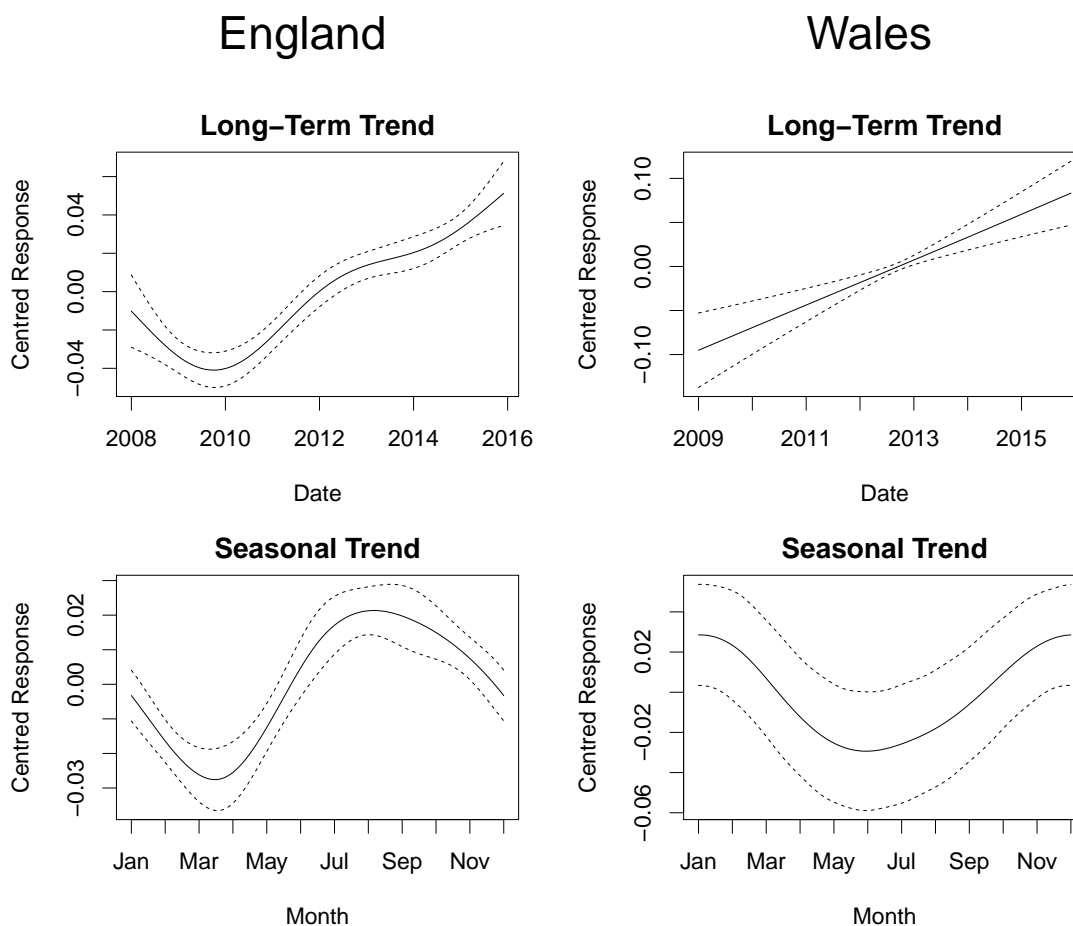 England
Wales
Long−Term Trend
Centred Response
0.04
0.00
−0.04
2008 2010 2012 2014 2016
Date
Long−Term Trend
Centred Response
0.10
0.00
−0.10
2009 2011 2013 2015
Date
Seasonal Trend
Centred Response
0.02
0.00
−0.03
Jan Mar May Jul Sep Nov
Month
Seasonal Trend
Centred Response
0.02
−0.02
−0.06
Jan Mar May Jul Sep Nov
Month